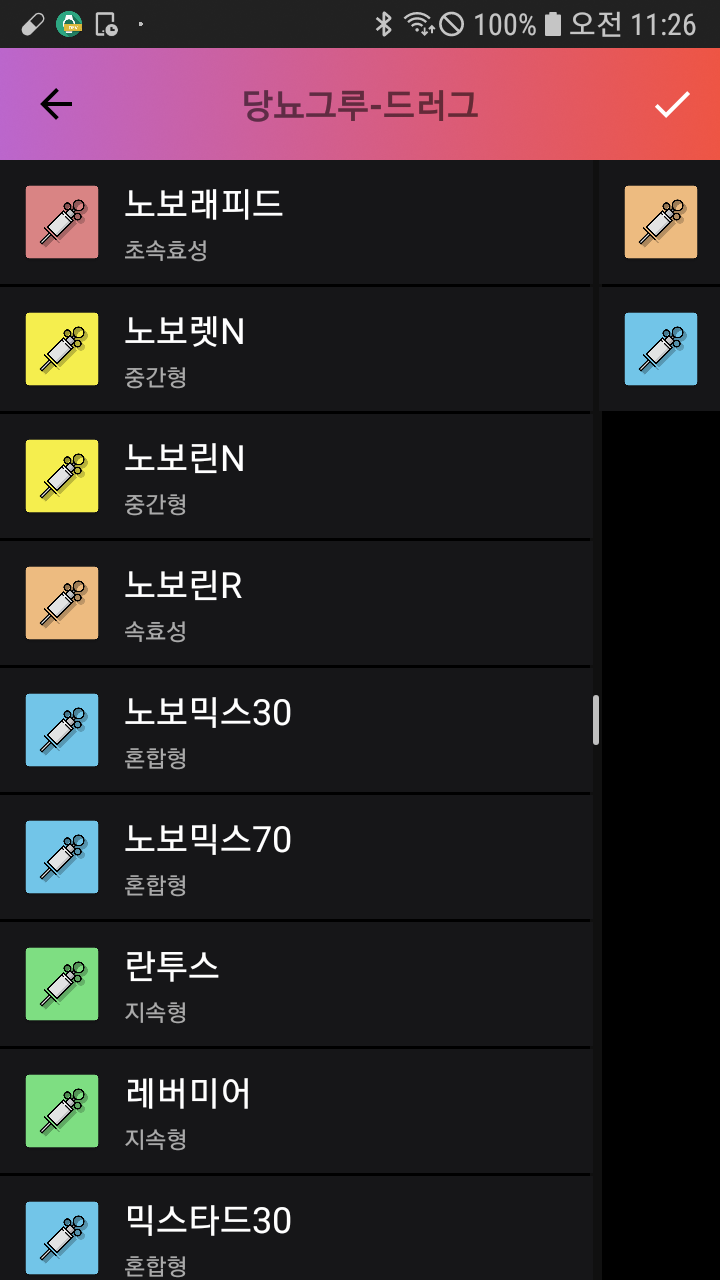 100% 오전 11:26
당뇨그루-드러그
노보래피드
초속효성
노보렛N
중간형
노보린N
중간형
노보린R
속효성
노보믹스30
혼합형
노보믹스70
혼합형
란투스
지속형
레버미어
지속형
믹스타드30
혼합형